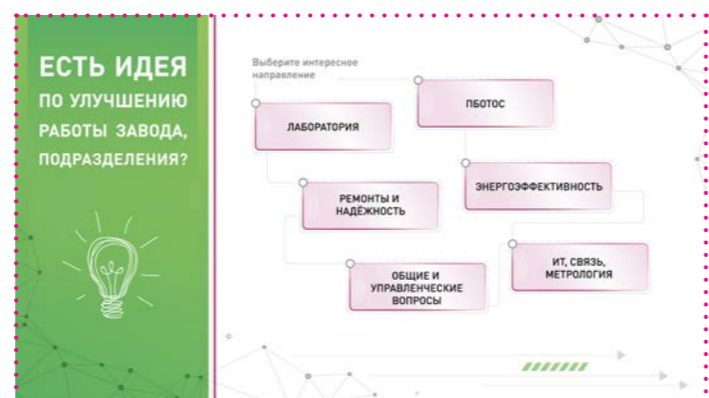 ЕСТЬ ИДЕЯ
ПО УЛУЧШЕНИЮ
РАБОТЫ ЗАВОДА,
ПОДРАЗДЕЛЕНИЯ?
Выберите интересное
направление
ПБОТОС
ЛАБОРАТОРИЯ
ЭНЕРГОЭФФЕКТИВНОСТЬ
РЕМОНТЫ И
НАДЁЖНОСТЬ
ИТ, СВЯЗЬ,
МЕТРОЛОГИЯ
ОБЩИЕ И
УПРАВЛЕНЧЕСКИЕ
ВОПРОСЫ